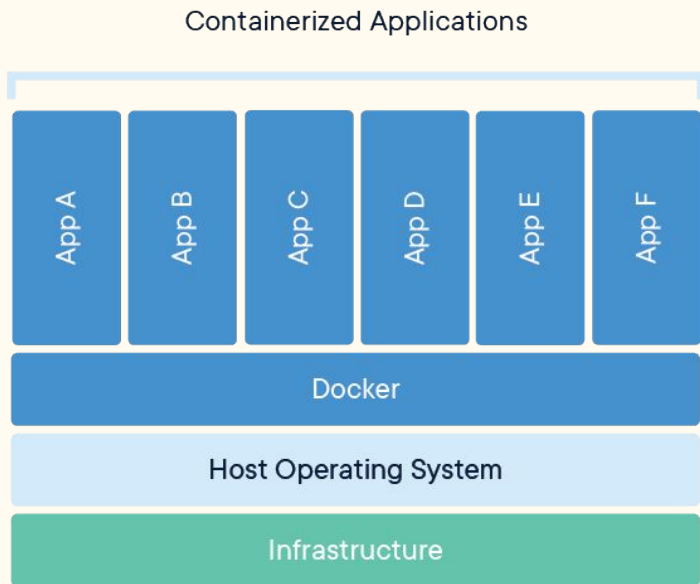 Containerized Applications
App A
App B
App C
App D
App E
App F
Docker
Host Operating System
Infrastructure